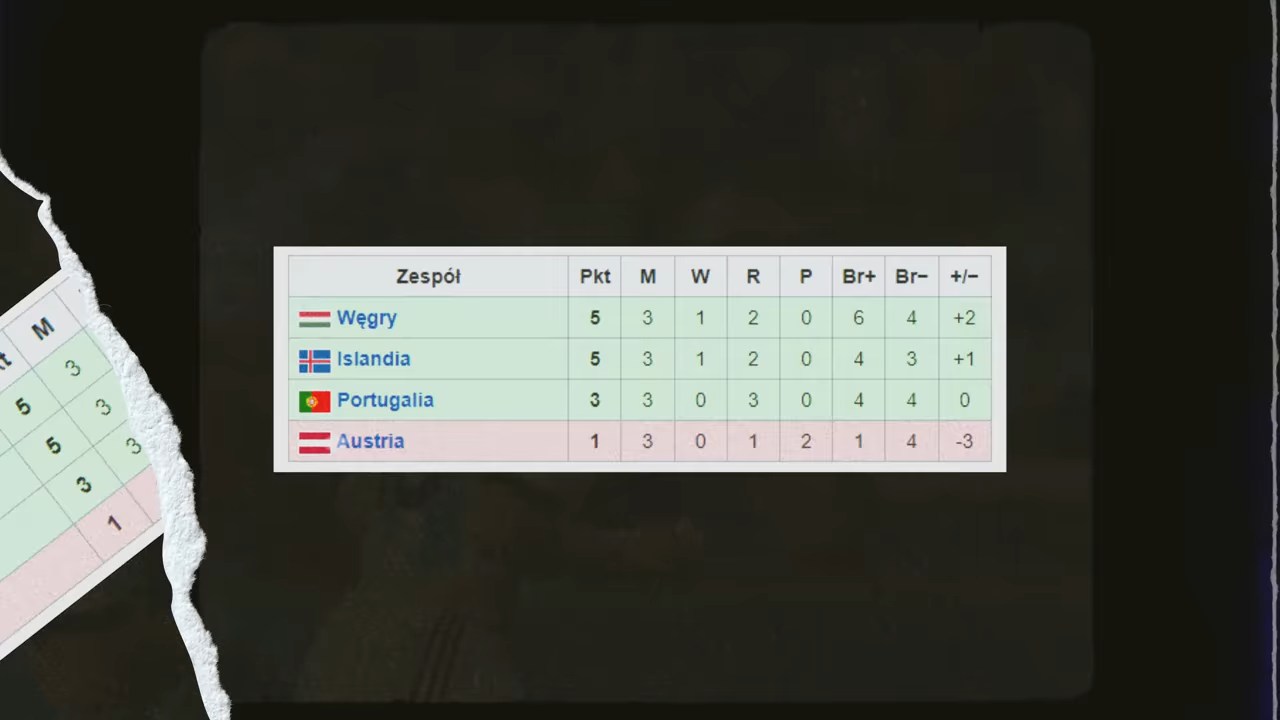 Zespół Pkt M W R P Br+ Br− +/−
Węgry 5 3 1 2 0 6 4 +2
Islandia 5 3 1 2 0 4 3 +1
Portugalia 3 3 0 3 0 4 4 0
Austria 1 3 0 1 2 1 4 -3
M
5 3
5 3
3 3
1